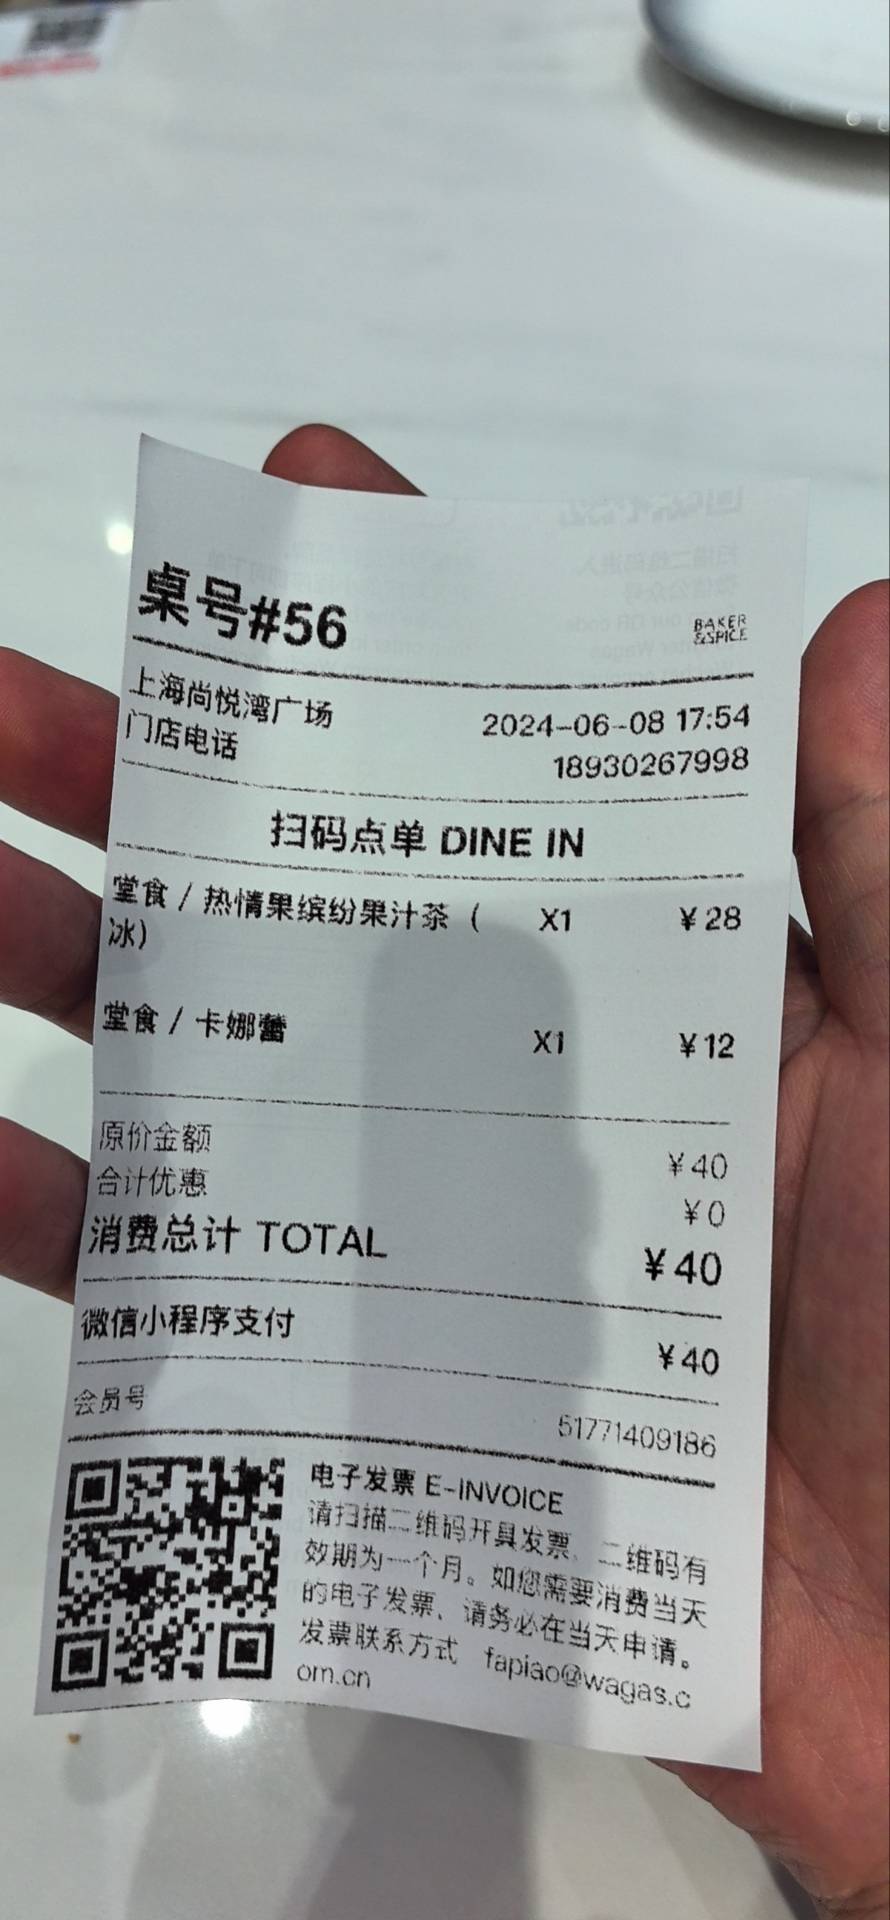 桌号#56
BAKER
&SPICE
上海尚悦湾广场 2024-06-08 17:54
门店电话 18930267998
扫码点单 DINE IN
堂食 / 热情果缤纷果汁茶 ( X1 ¥28
冰)
堂食 / 卡娜蕾 X1 ¥12
原价金额 ¥40
合计优惠 ¥0
消费总计 TOTAL ¥40
微信小程序支付 ¥40
会员号 51771409186
电子发票 E-INVOICE
请扫描二维码开具发票、二维码有
效期为一个月。如您需要消费当天
的电子发票、请务必在当天申请。
发票联系方式 fapiao@wagas.c
om.cn